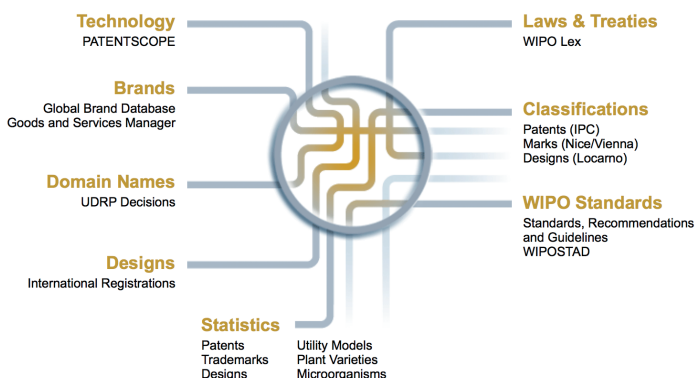 Technology
PATENTSCOPE
Brands
Global Brand Database
Goods and Services Manager
Domain Names
UDRP Decisions
Designs
International Registrations
Statistics
Patents
Trademarks
Designs
Utility Models
Plant Varieties
Microorganisms
Laws & Treaties
WIPO Lex
Classifications
Patents (IPC)
Marks (Nice/Vienna)
Designs (Locarno)
WIPO Standards
Standards, Recommendations
and Guidelines
WIPOSTAD